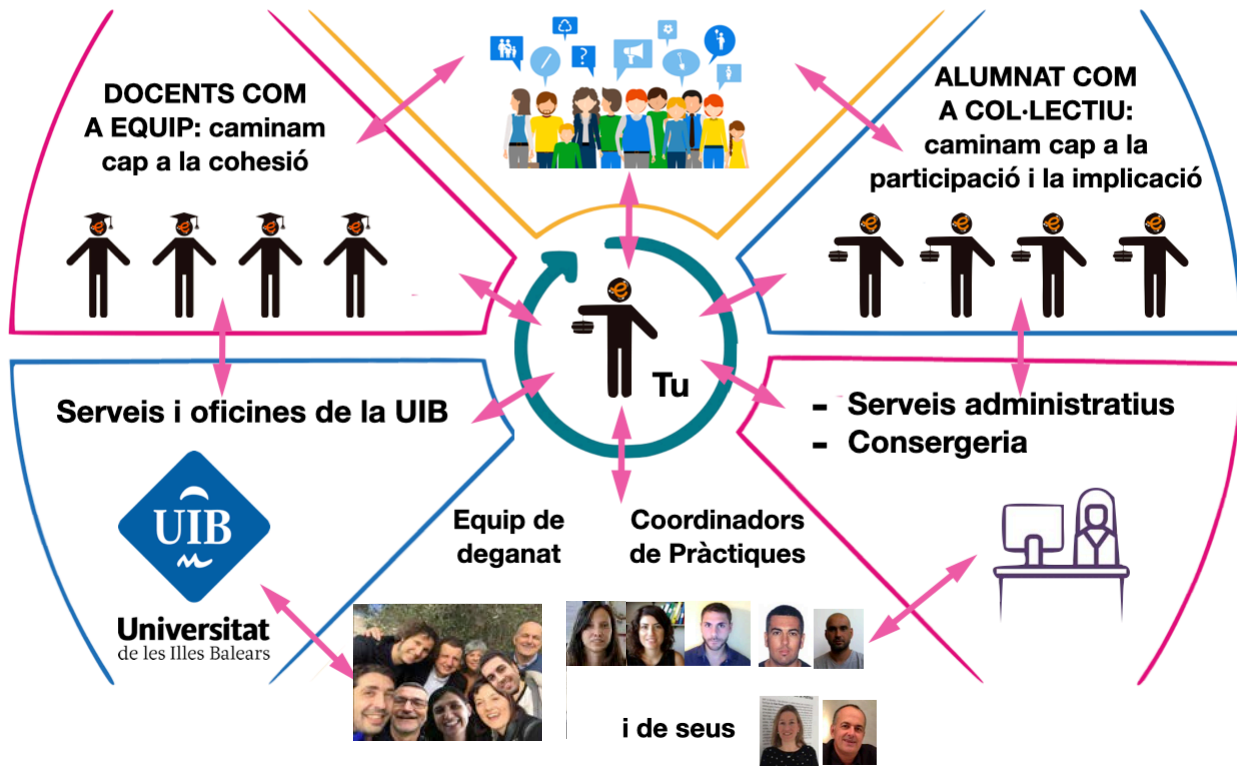 DOCENTS COM
A EQUIP: caminam
cap a la cohesió
ALUMNAT COM
A COL·LECTIU:
caminam cap a la
participació i la implicació
Tu
Serveis i oficines de la UIB
- Serveis administratius
- Consergeria
UIB
Universitat
de les Illes Balears
Equip de
deganat
Coordinadors
de Pràctiques
i de seus